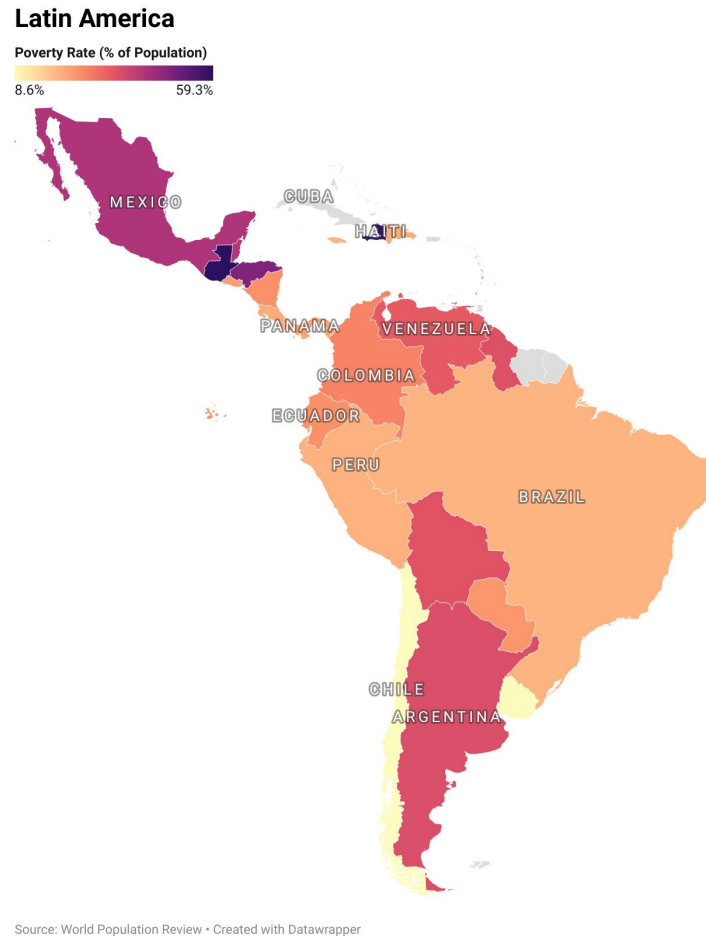 Latin America
Poverty Rate (% of Population)
8.6% 59.3%
MEXICO
CUBA
HAITI
PANAMA
VENEZUELA
COLOMBIA
ECUADOR
PERU
BRAZIL
CHILE
ARGENTINA
Source: World Population Review • Created with Datawrapper